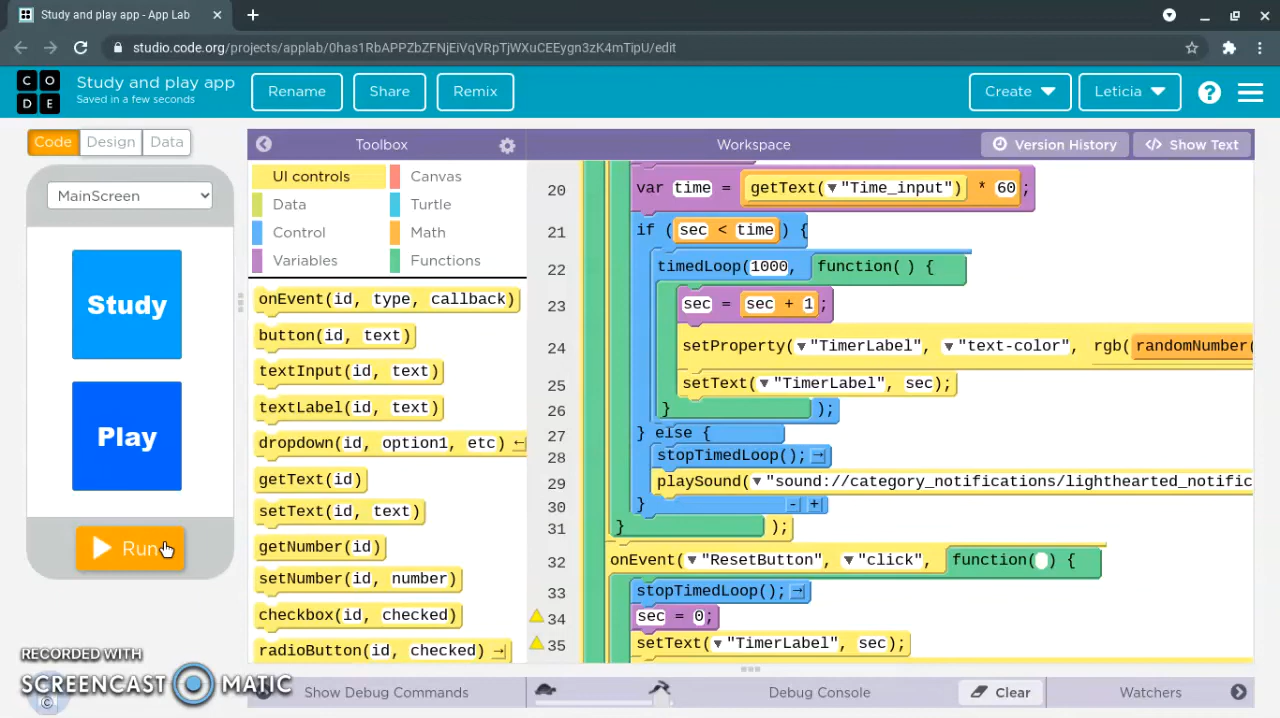 Study and play app - App Lab
studio.code.org/projects/applab/0has1RbAPPZbZFNjEiVqVRpTjWXuCEEygn3zK4mTipU/edit
CODE
Study and play app
Saved in a few seconds
Rename
Share
Remix
Create
Leticia
?
Code
Design
Data
Toolbox
Workspace
Version History
</> Show Text
MainScreen
Study
Play
Run
UI controls
Canvas
Data
Turtle
Control
Math
Variables
Functions
onEvent(id, type, callback)
button(id, text)
textInput(id, text)
textLabel(id, text)
dropdown(id, option1, etc)
getText(id)
setText(id, text)
getNumber(id)
setNumber(id, number)
checkbox(id, checked)
radioButton(id, checked)
20 var time = getText("Time_input") * 60;
21 if (sec < time) {
22 timedLoop(1000, function( ) {
23 sec = sec + 1;
24 setProperty("TimerLabel", "text-color", rgb(randomNumber(
25 setText("TimerLabel", sec);
26 } );
27 } else {
28 stopTimedLoop();
29 playSound("sound://category_notifications/lighthearted_notific
30 } - +
31 } );
32 onEvent("ResetButton", "click", function( ) {
33 stopTimedLoop();
34 sec = 0;
35 setText("TimerLabel", sec);
RECORDED WITH
SCREENCAST MATIC
©
Show Debug Commands
Debug Console
Clear
Watchers